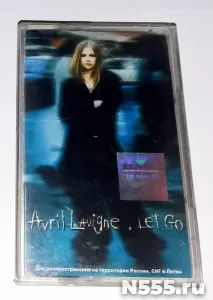 Avril Lavigne . Let Go
Для распространения на территории России, СНГ и Литвы
N555.ru